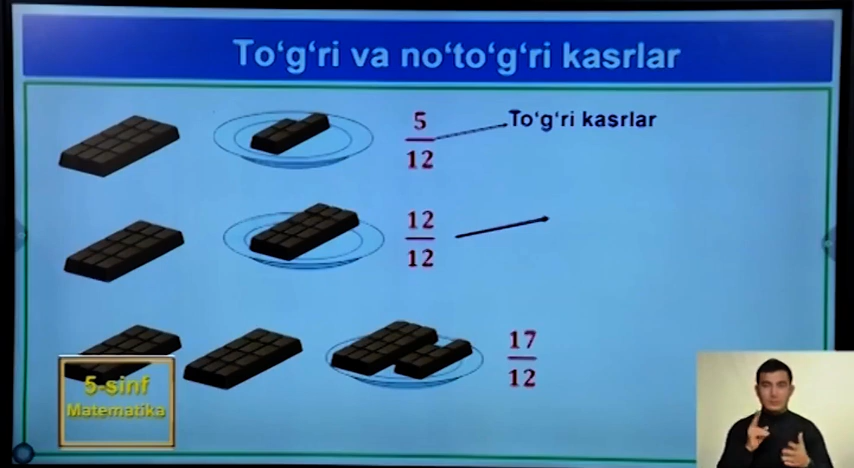 To‘g‘ri va no‘to‘g‘ri kasrlar
5
12
To‘g‘ri kasrlar
12
12
17
12
5-sinf
Matematika